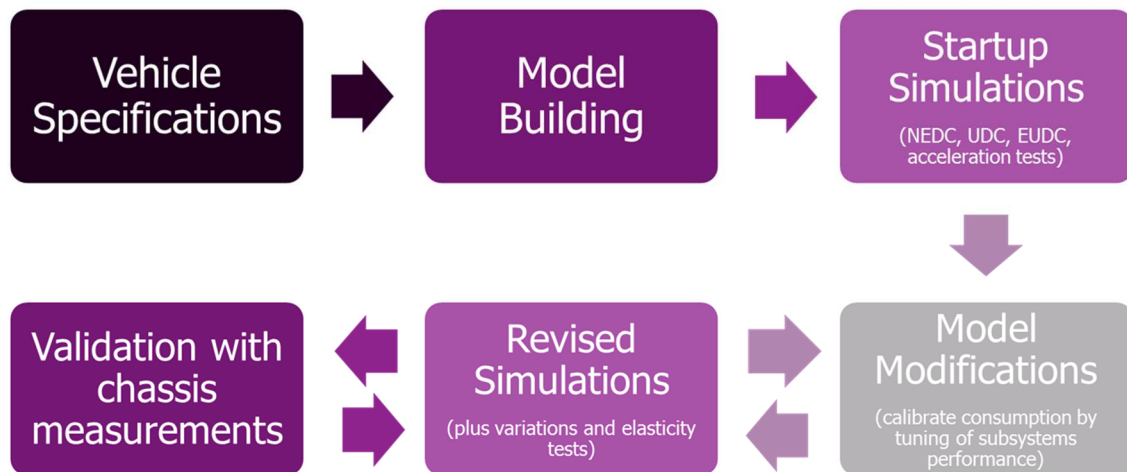 Vehicle
Specifications
Model
Building
Startup
Simulations
(NEDC, UDC, EUDC,
acceleration tests)
Validation with
chassis
measurements
Revised
Simulations
(plus variations and elasticity
tests)
Model
Modifications
(calibrate consumption by
tuning of subsystems
performance)